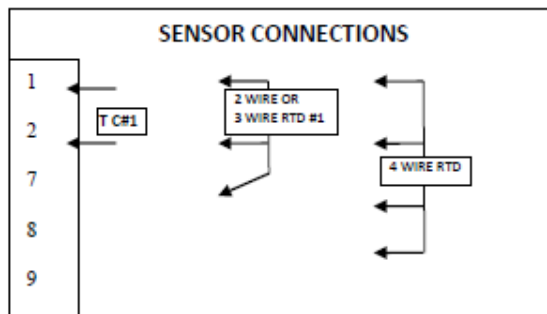 SENSOR CONNECTIONS
1
2
7
8
9
T C#1
2 WIRE OR
3 WIRE RTD #1
4 WIRE RTD